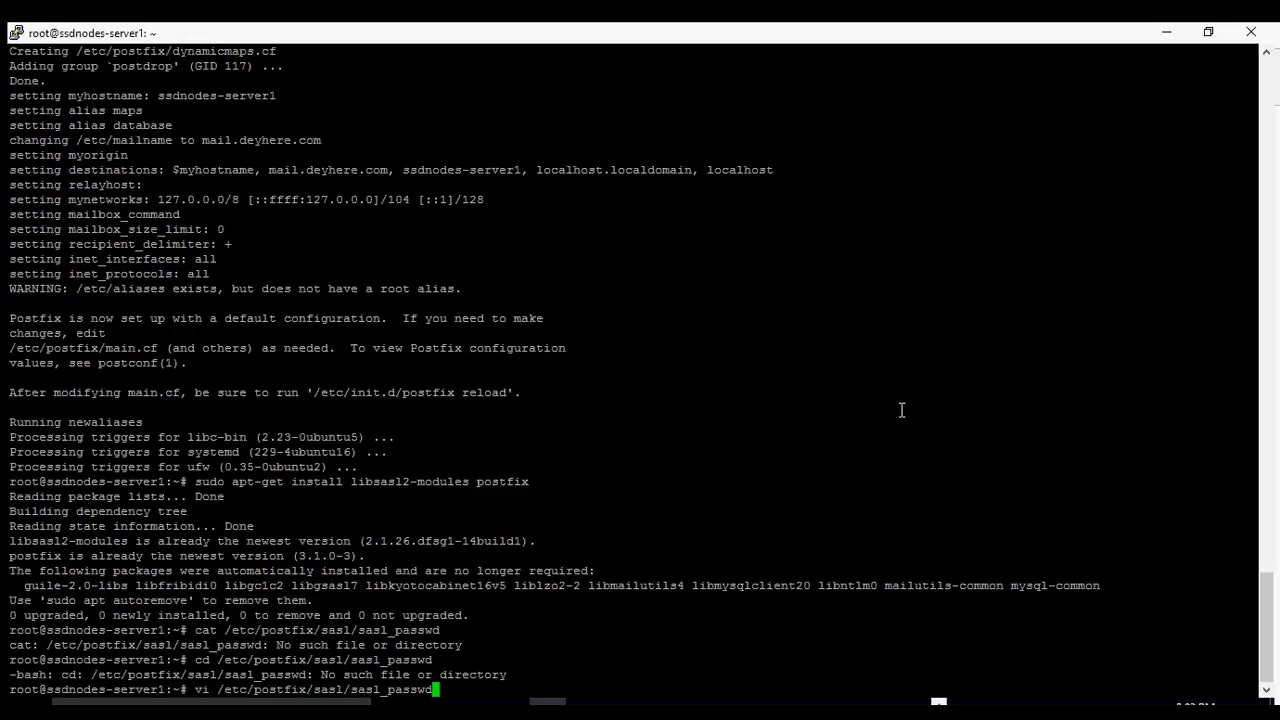 root@ssdnodes-server1: ~
Creating /etc/postfix/dynamicmaps.cf
Adding group `postdrop' (GID 117) ...
Done.
setting myhostname: ssdnodes-server1
setting alias maps
setting alias database
changing /etc/mailname to mail.deyhere.com
setting myorigin
setting destinations: $myhostname, mail.deyhere.com, ssdnodes-server1, localhost.localdomain, localhost
setting relayhost:
setting mynetworks: 127.0.0.0/8 [::ffff:127.0.0.0]/104 [::1]/128
setting mailbox_command
setting mailbox_size_limit: 0
setting recipient_delimiter: +
setting inet_interfaces: all
setting inet_protocols: all
WARNING: /etc/aliases exists, but does not have a root alias.
Postfix is now set up with a default configuration.  If you need to make
changes, edit
/etc/postfix/main.cf (and others) as needed.  To view Postfix configuration
values, see postconf(1).
After modifying main.cf, be sure to run '/etc/init.d/postfix reload'.
Running newaliases
Processing triggers for libc-bin (2.23-0ubuntu5) ...
Processing triggers for systemd (229-4ubuntu16) ...
Processing triggers for ufw (0.35-0ubuntu2) ...
root@ssdnodes-server1:~# sudo apt-get install libsasl2-modules postfix
Reading package lists... Done
Building dependency tree
Reading state information... Done
libsasl2-modules is already the newest version (2.1.26.dfsg1-14build1).
postfix is already the newest version (3.1.0-3).
The following packages were automatically installed and are no longer required:
  guile-2.0-libs libfribidi0 libgc1c2 libgsasl7 libkyotocabinet16v5 liblzo2-2 libmailutils4 libmysqlclient20 libntlm0 mailutils-common mysql-common
Use 'sudo apt autoremove' to remove them.
0 upgraded, 0 newly installed, 0 to remove and 0 not upgraded.
root@ssdnodes-server1:~# cat /etc/postfix/sasl/sasl_passwd
cat: /etc/postfix/sasl/sasl_passwd: No such file or directory
root@ssdnodes-server1:~# cd /etc/postfix/sasl/sasl_passwd
-bash: cd: /etc/postfix/sasl/sasl_passwd: No such file or directory
root@ssdnodes-server1:~# vi /etc/postfix/sasl/sasl_passwd